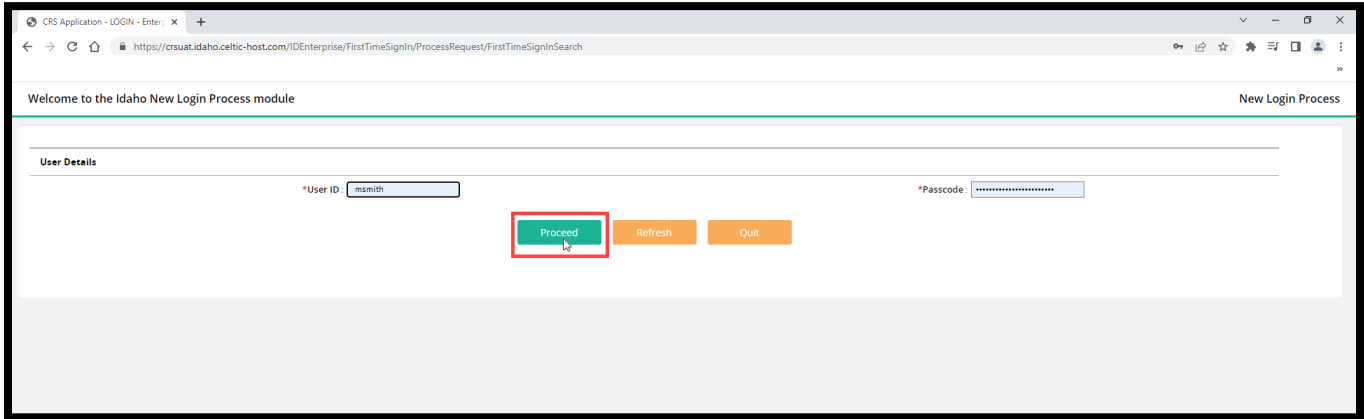 CRS Application - LOGIN - Enter
https://crsuat.idaho.celtic-host.com/IDEnterprise/FirstTimeSignIn/ProcessRequest/FirstTimeSignInSearch
Welcome to the Idaho New Login Process module New Login Process
User Details
*User ID : msmith *Passcode : ••••••••••••••••••••••••
Proceed Refresh Quit